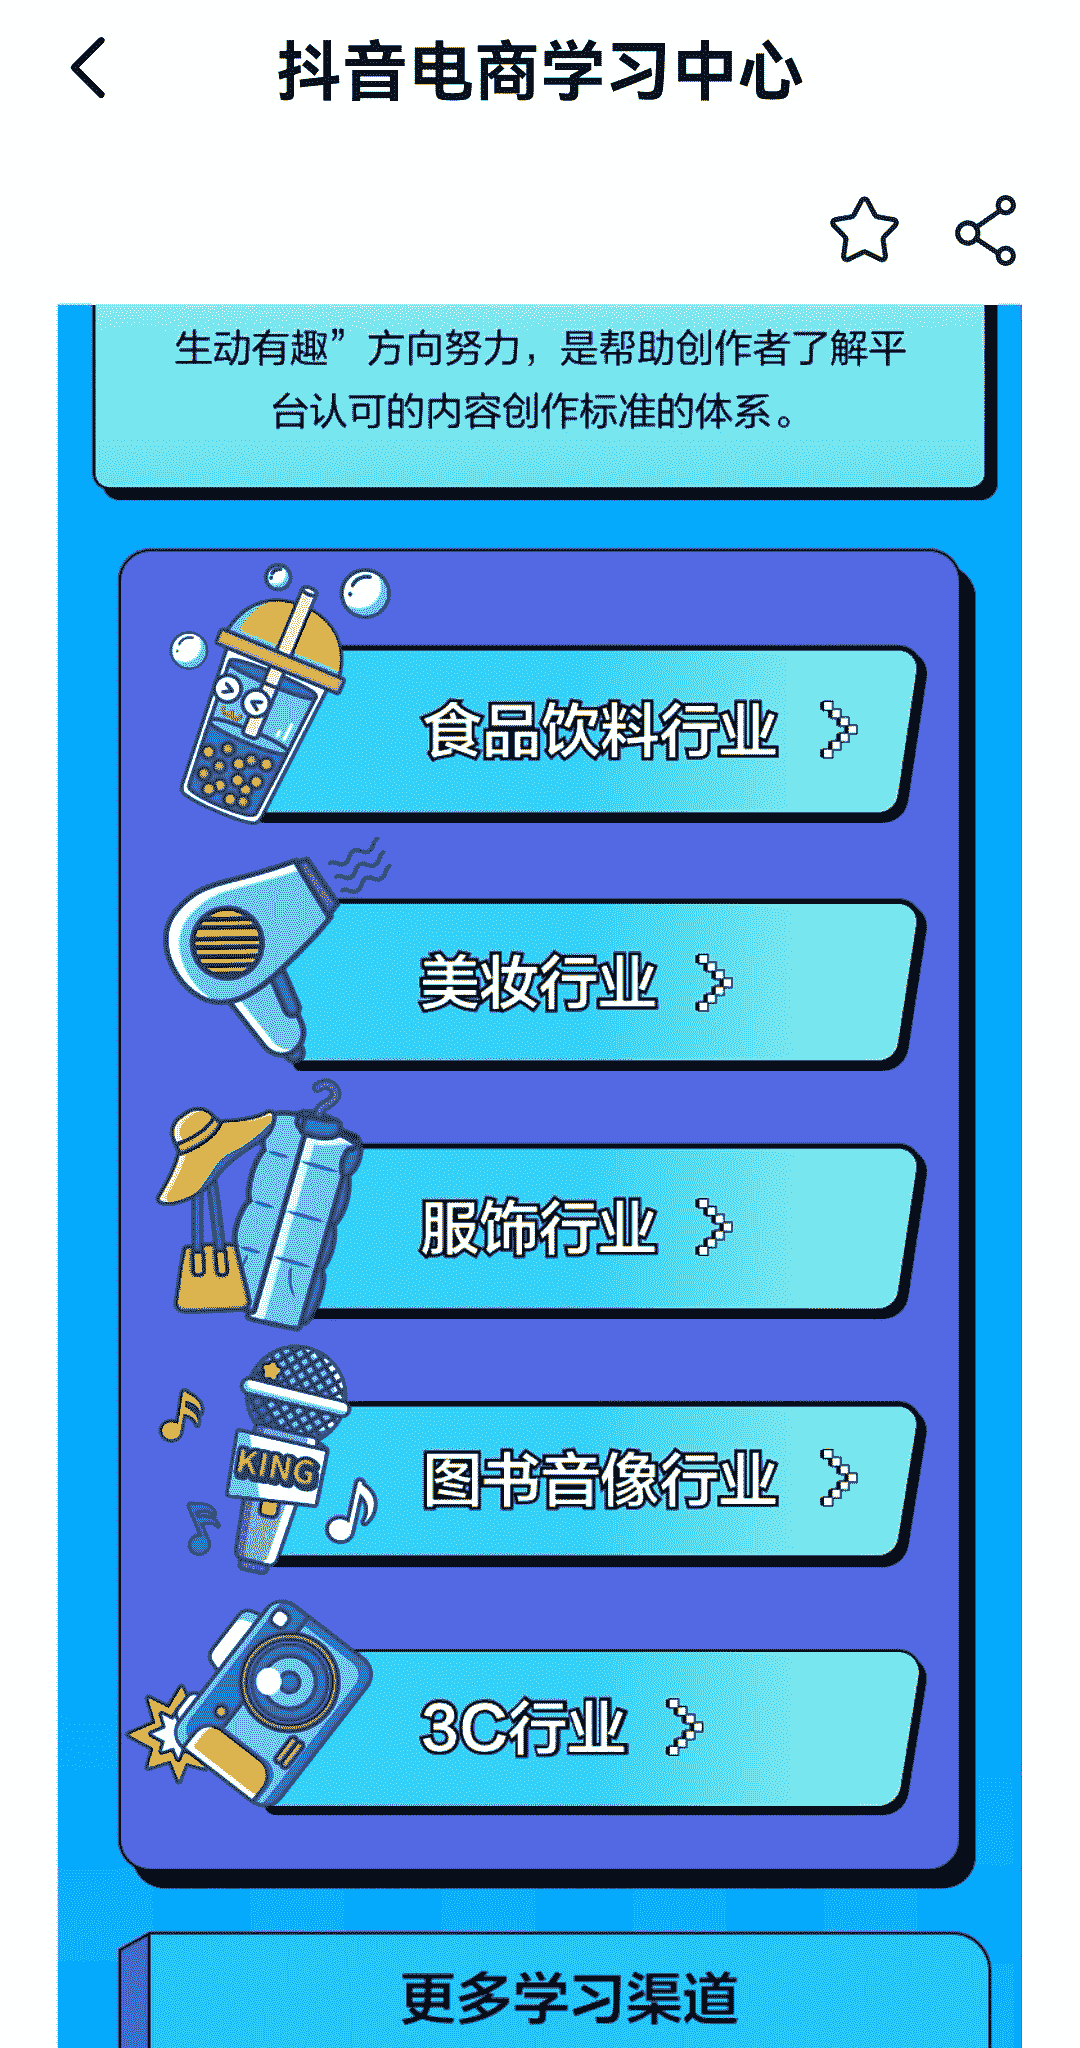 抖音电商学习中心
生动有趣”方向努力，是帮助创作者了解平
台认可的内容创作标准的体系。
食品饮料行业
美妆行业
服饰行业
KING
图书音像行业
3C行业
更多学习渠道